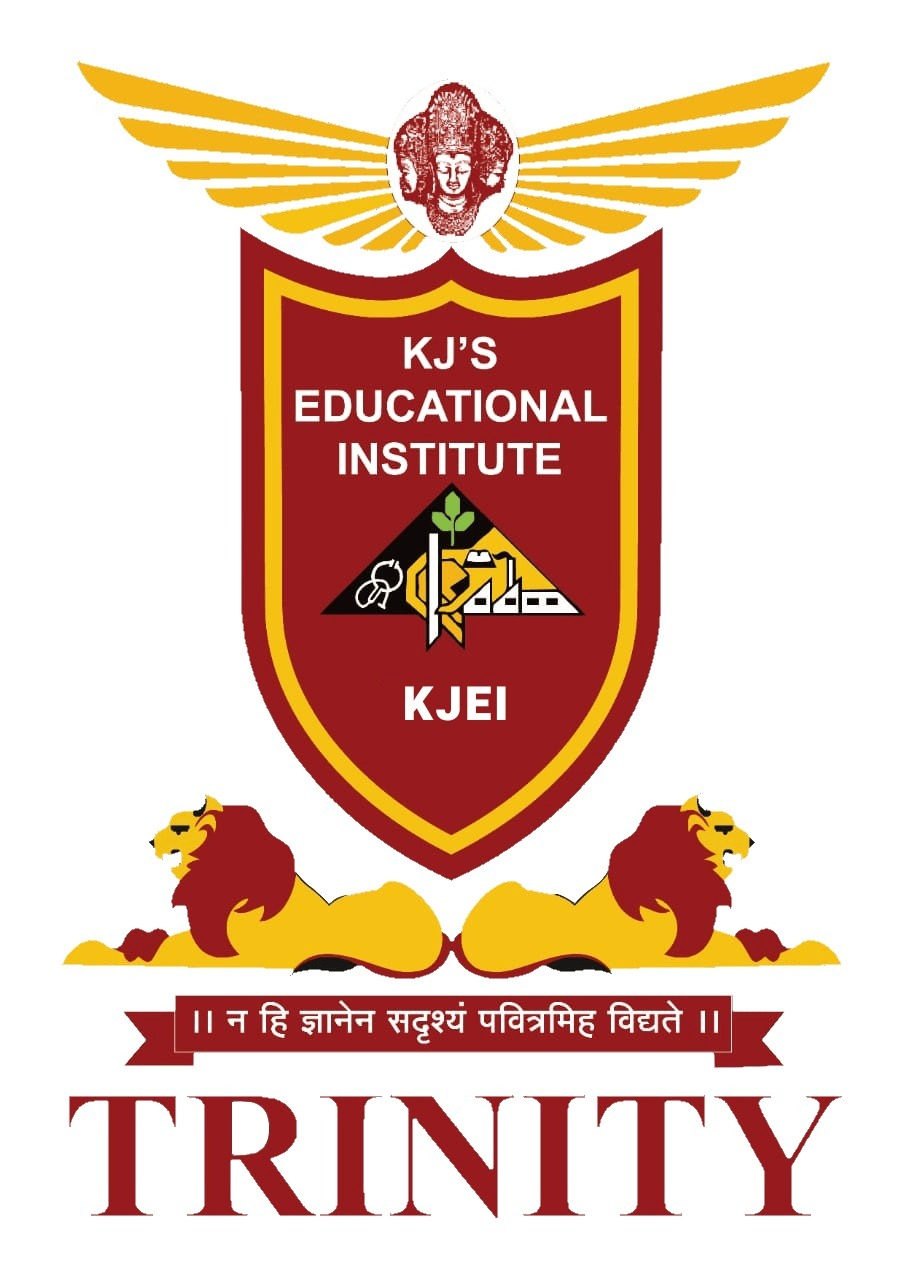 KJ'S
EDUCATIONAL
INSTITUTE
KJEI
।। न हि ज्ञानेन सदृश्यं पवित्रमिह विद्यते ।।
TRINITY